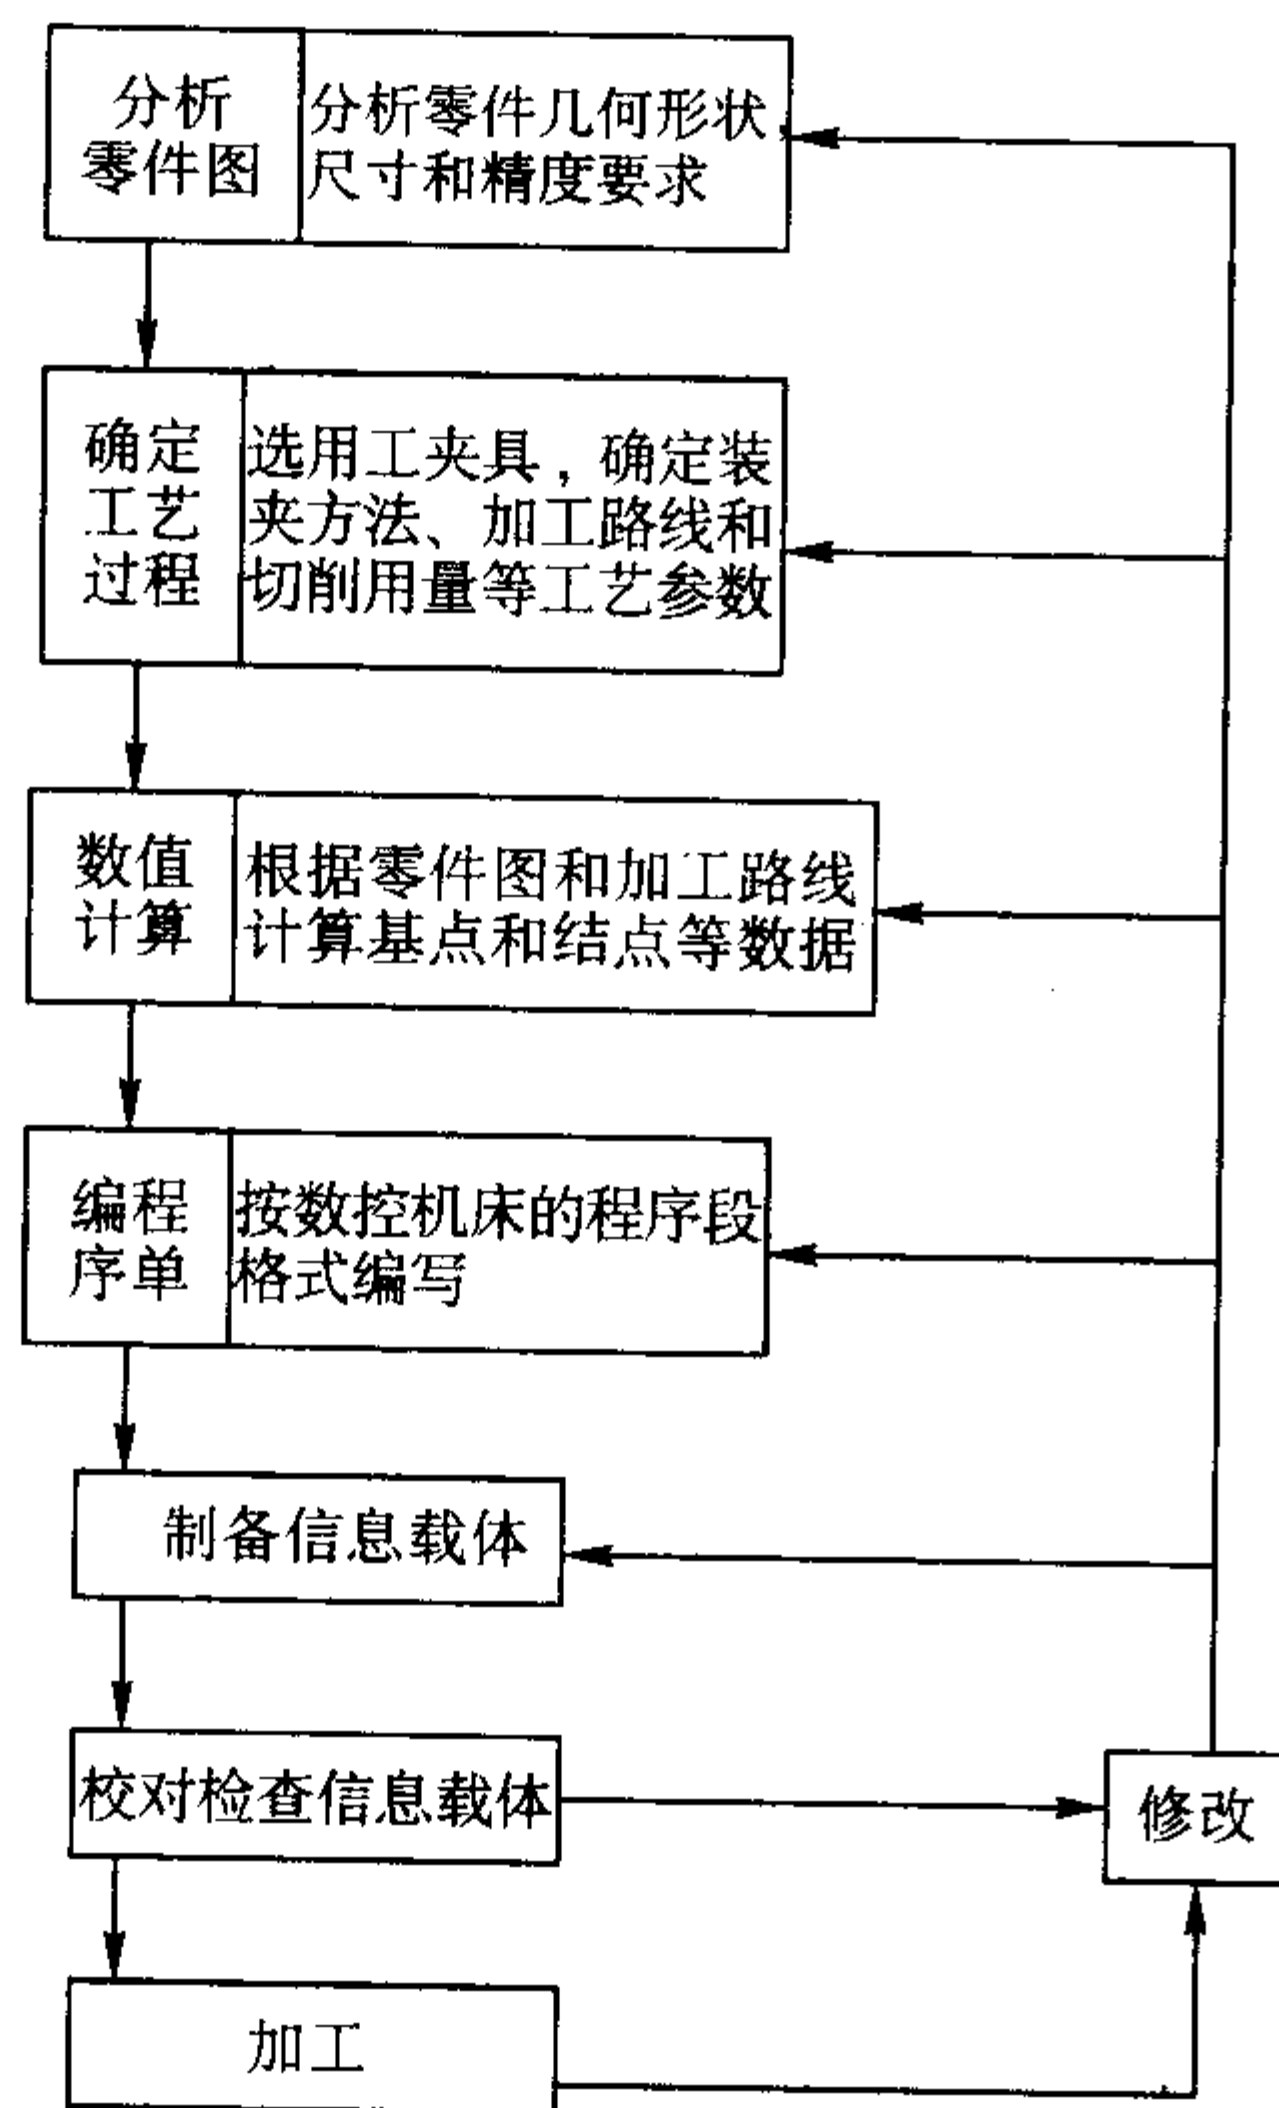 分析
零件图
分析零件几何形状
尺寸和精度要求
确定
工艺
过程
选用工夹具，确定装
夹方法、加工路线和
切削用量等工艺参数
数值
计算
根据零件图和加工路线
计算基点和结点等数据
编程
序单
按数控机床的程序段
格式编写
制备信息载体
校对检查信息载体
修改
加工